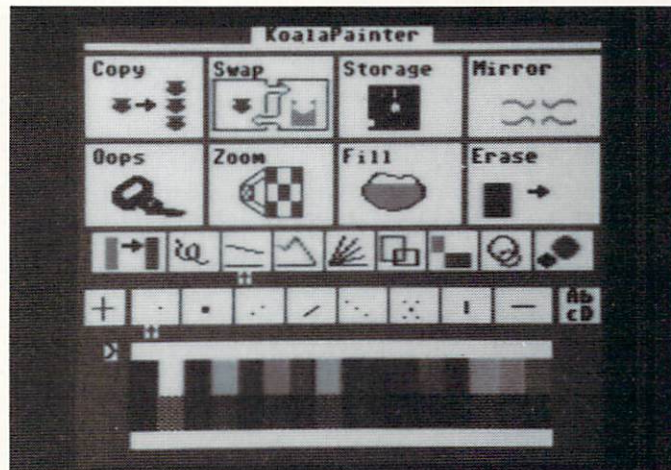 KoalaPainter
Copy Swap Storage Mirror
Oops Zoom Fill Erase
Ab
cD